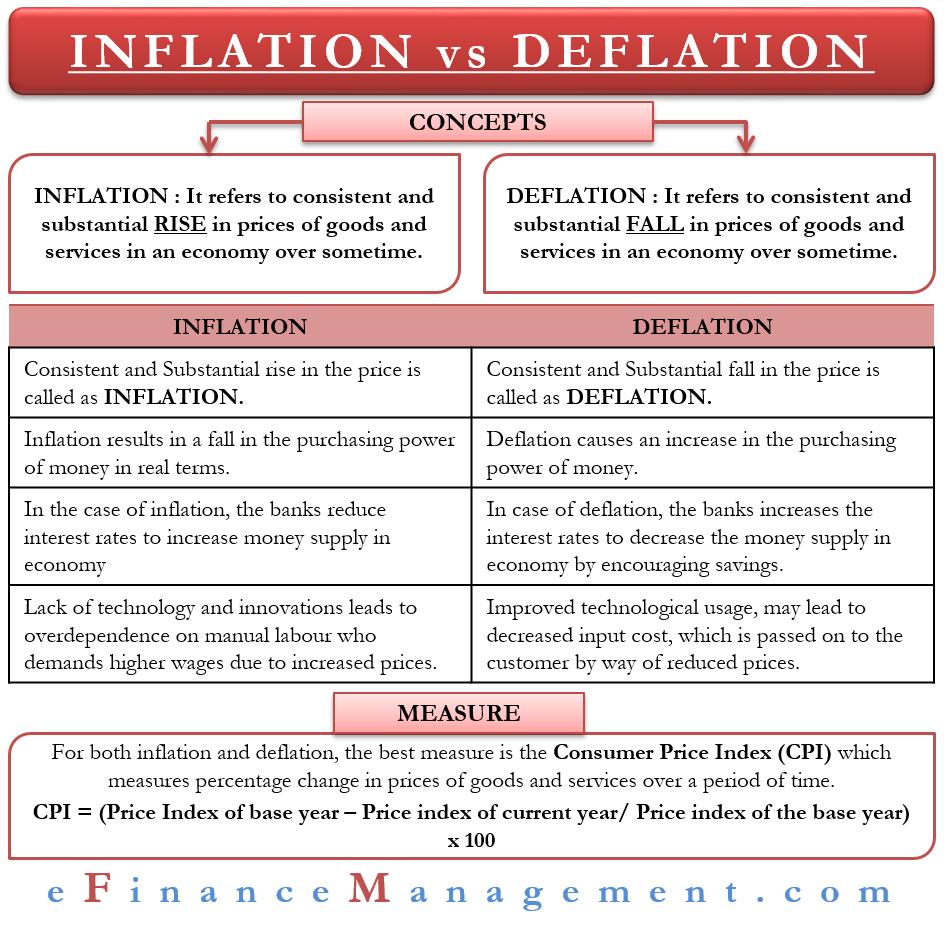 INFLATION vs DEFLATION
CONCEPTS
INFLATION : It refers to consistent and
substantial RISE in prices of goods and
services in an economy over sometime.
DEFLATION : It refers to consistent and
substantial FALL in prices of goods and
services in an economy over sometime.
INFLATION
DEFLATION
Consistent and Substantial rise in the price is
called as INFLATION.
Consistent and Substantial fall in the price is
called as DEFLATION.
Inflation results in a fall in the purchasing power
of money in real terms.
Deflation causes an increase in the purchasing
power of money.
In the case of inflation, the banks reduce
interest rates to increase money supply in
economy
In case of deflation, the banks increases the
interest rates to decrease the money supply in
economy by encouraging savings.
Lack of technology and innovations leads to
overdependence on manual labour who
demands higher wages due to increased prices.
Improved technological usage, may lead to
decreased input cost, which is passed on to the
customer by way of reduced prices.
MEASURE
For both inflation and deflation, the best measure is the Consumer Price Index (CPI) which
measures percentage change in prices of goods and services over a period of time.
CPI = (Price Index of base year – Price index of current year/ Price index of the base year)
x 100
eFinanceManagement.com